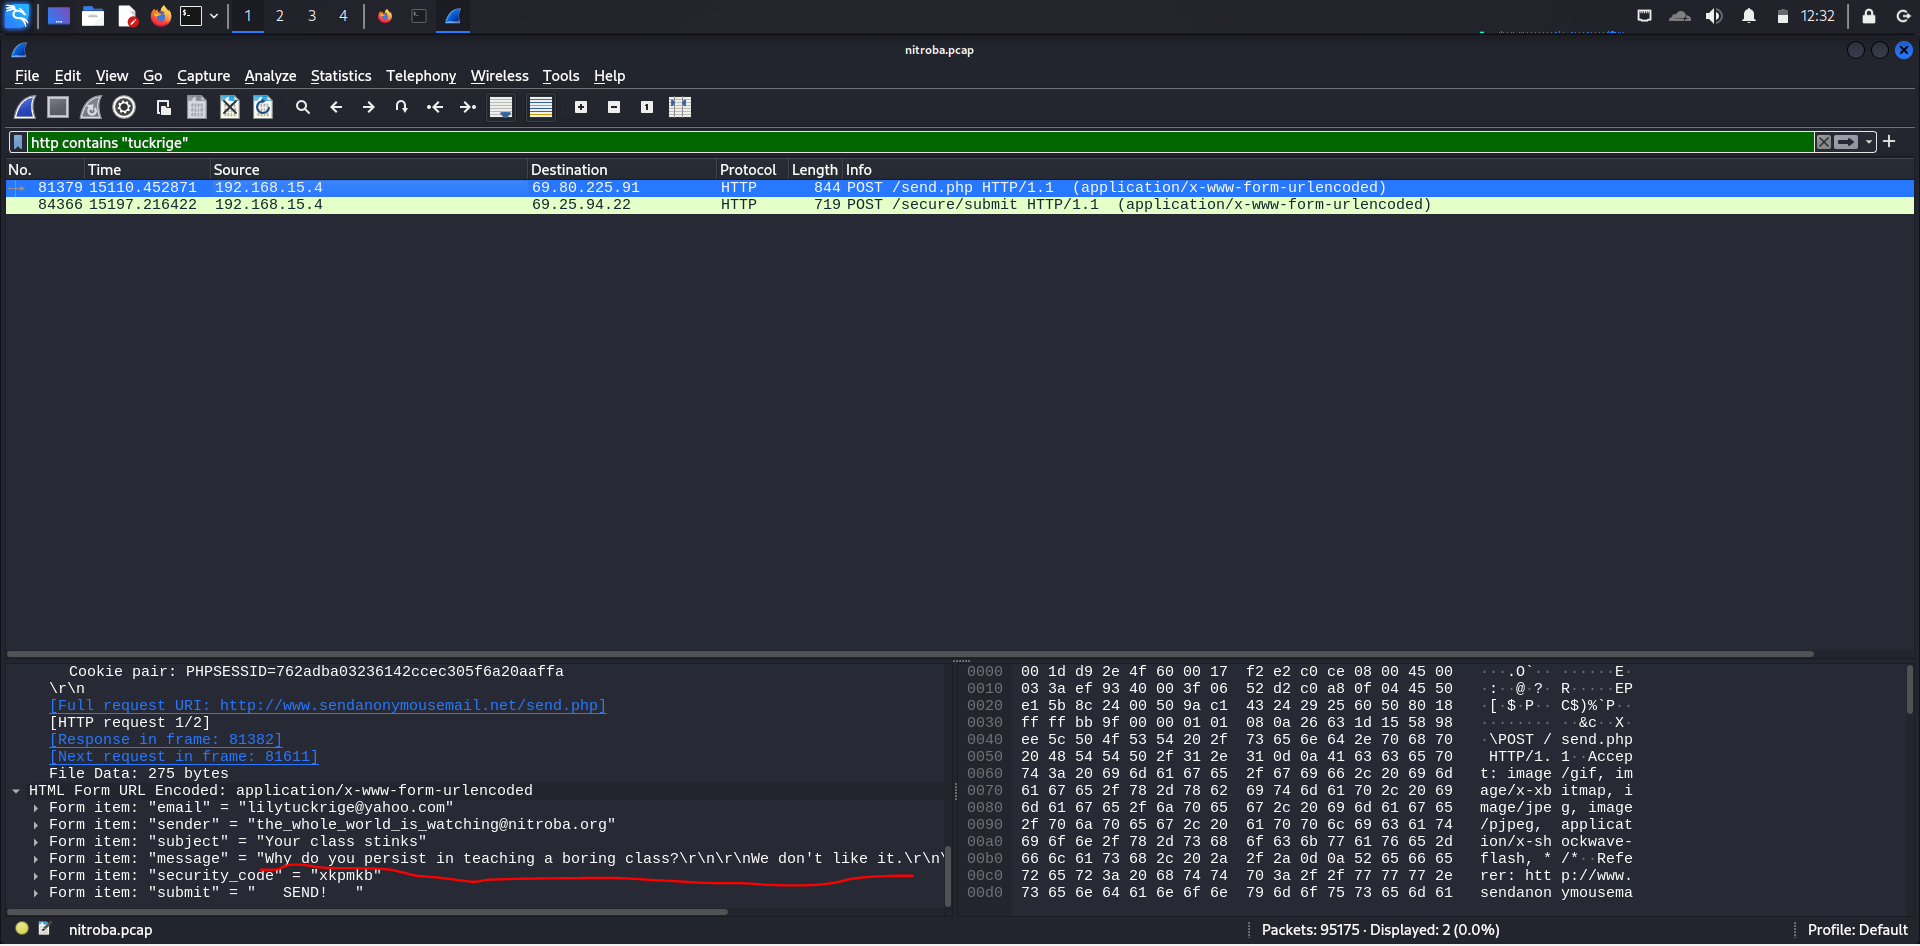 1 2 3 4 12:32
nitroba.pcap
File Edit View Go Capture Analyze Statistics Telephony Wireless Tools Help
http contains "tuckrige"
No. Time Source Destination Protocol Length Info
81379 15110.452871 192.168.15.4 69.80.225.91 HTTP 844 POST /send.php HTTP/1.1 (application/x-www-form-urlencoded)
84366 15197.216422 192.168.15.4 69.25.94.22 HTTP 719 POST /secure/submit HTTP/1.1 (application/x-www-form-urlencoded)
Cookie pair: PHPSESSID=762adba03236142ccec305f6a20aaffa
\r\n
[Full request URI: http://www.sendanonymousemail.net/send.php]
[HTTP request 1/2]
[Response in frame: 81382]
[Next request in frame: 81611]
File Data: 275 bytes
HTML Form URL Encoded: application/x-www-form-urlencoded
Form item: "email" = "lilytuckrige@yahoo.com"
Form item: "sender" = "the_whole_world_is_watching@nitroba.org"
Form item: "subject" = "Your class stinks"
Form item: "message" = "Why do you persist in teaching a boring class?\r\n\r\nWe don't like it.\r\n\
Form item: "security_code" = "xkpmkb"
Form item: "submit" = "   SEND!   "
0000 00 1d d9 2e 4f 60 00 17 f2 e2 c0 ce 08 00 45 00 ···.O`·· ······E·
0010 03 3a ef 93 40 00 3f 06 52 d2 c0 a8 0f 04 45 50 ·:··@·?· R·····EP
0020 e1 5b 8c 24 00 50 9a c1 43 24 29 25 60 50 80 18 ·[·$·P·· C$)%`P··
0030 ff ff bb 9f 00 00 01 01 08 0a 26 63 1d 15 58 98 ········ ··&c··X·
0040 ee 5c 50 4f 53 54 20 2f 73 65 6e 64 2e 70 68 70 ·\POST / send.php
0050 20 48 54 54 50 2f 31 2e 31 0d 0a 41 63 63 65 70 HTTP/1. 1··Accep
0060 74 3a 20 69 6d 61 67 65 2f 67 69 66 2c 20 69 6d t: image /gif, im
0070 61 67 65 2f 78 2d 78 62 69 74 6d 61 70 2c 20 69 age/x-xb itmap, i
0080 6d 61 67 65 2f 6a 70 65 67 2c 20 69 6d 61 67 65 mage/jpe g, image
0090 2f 70 6a 70 65 67 2c 20 61 70 70 6c 69 63 61 74 /pjpeg, applicat
00a0 69 6f 6e 2f 78 2d 73 68 6f 63 6b 77 61 76 65 2d ion/x-sh ockwave-
00b0 66 6c 61 73 68 2c 20 2a 2f 2a 0d 0a 52 65 66 65 flash, * /*··Refe
00c0 72 65 72 3a 20 68 74 74 70 3a 2f 2f 77 77 77 2e rer: htt p://www.
00d0 73 65 6e 64 61 6e 6f 6e 79 6d 6f 75 73 65 6d 61 sendanon ymousema
nitroba.pcap Packets: 95175 · Displayed: 2 (0.0%) Profile: Default